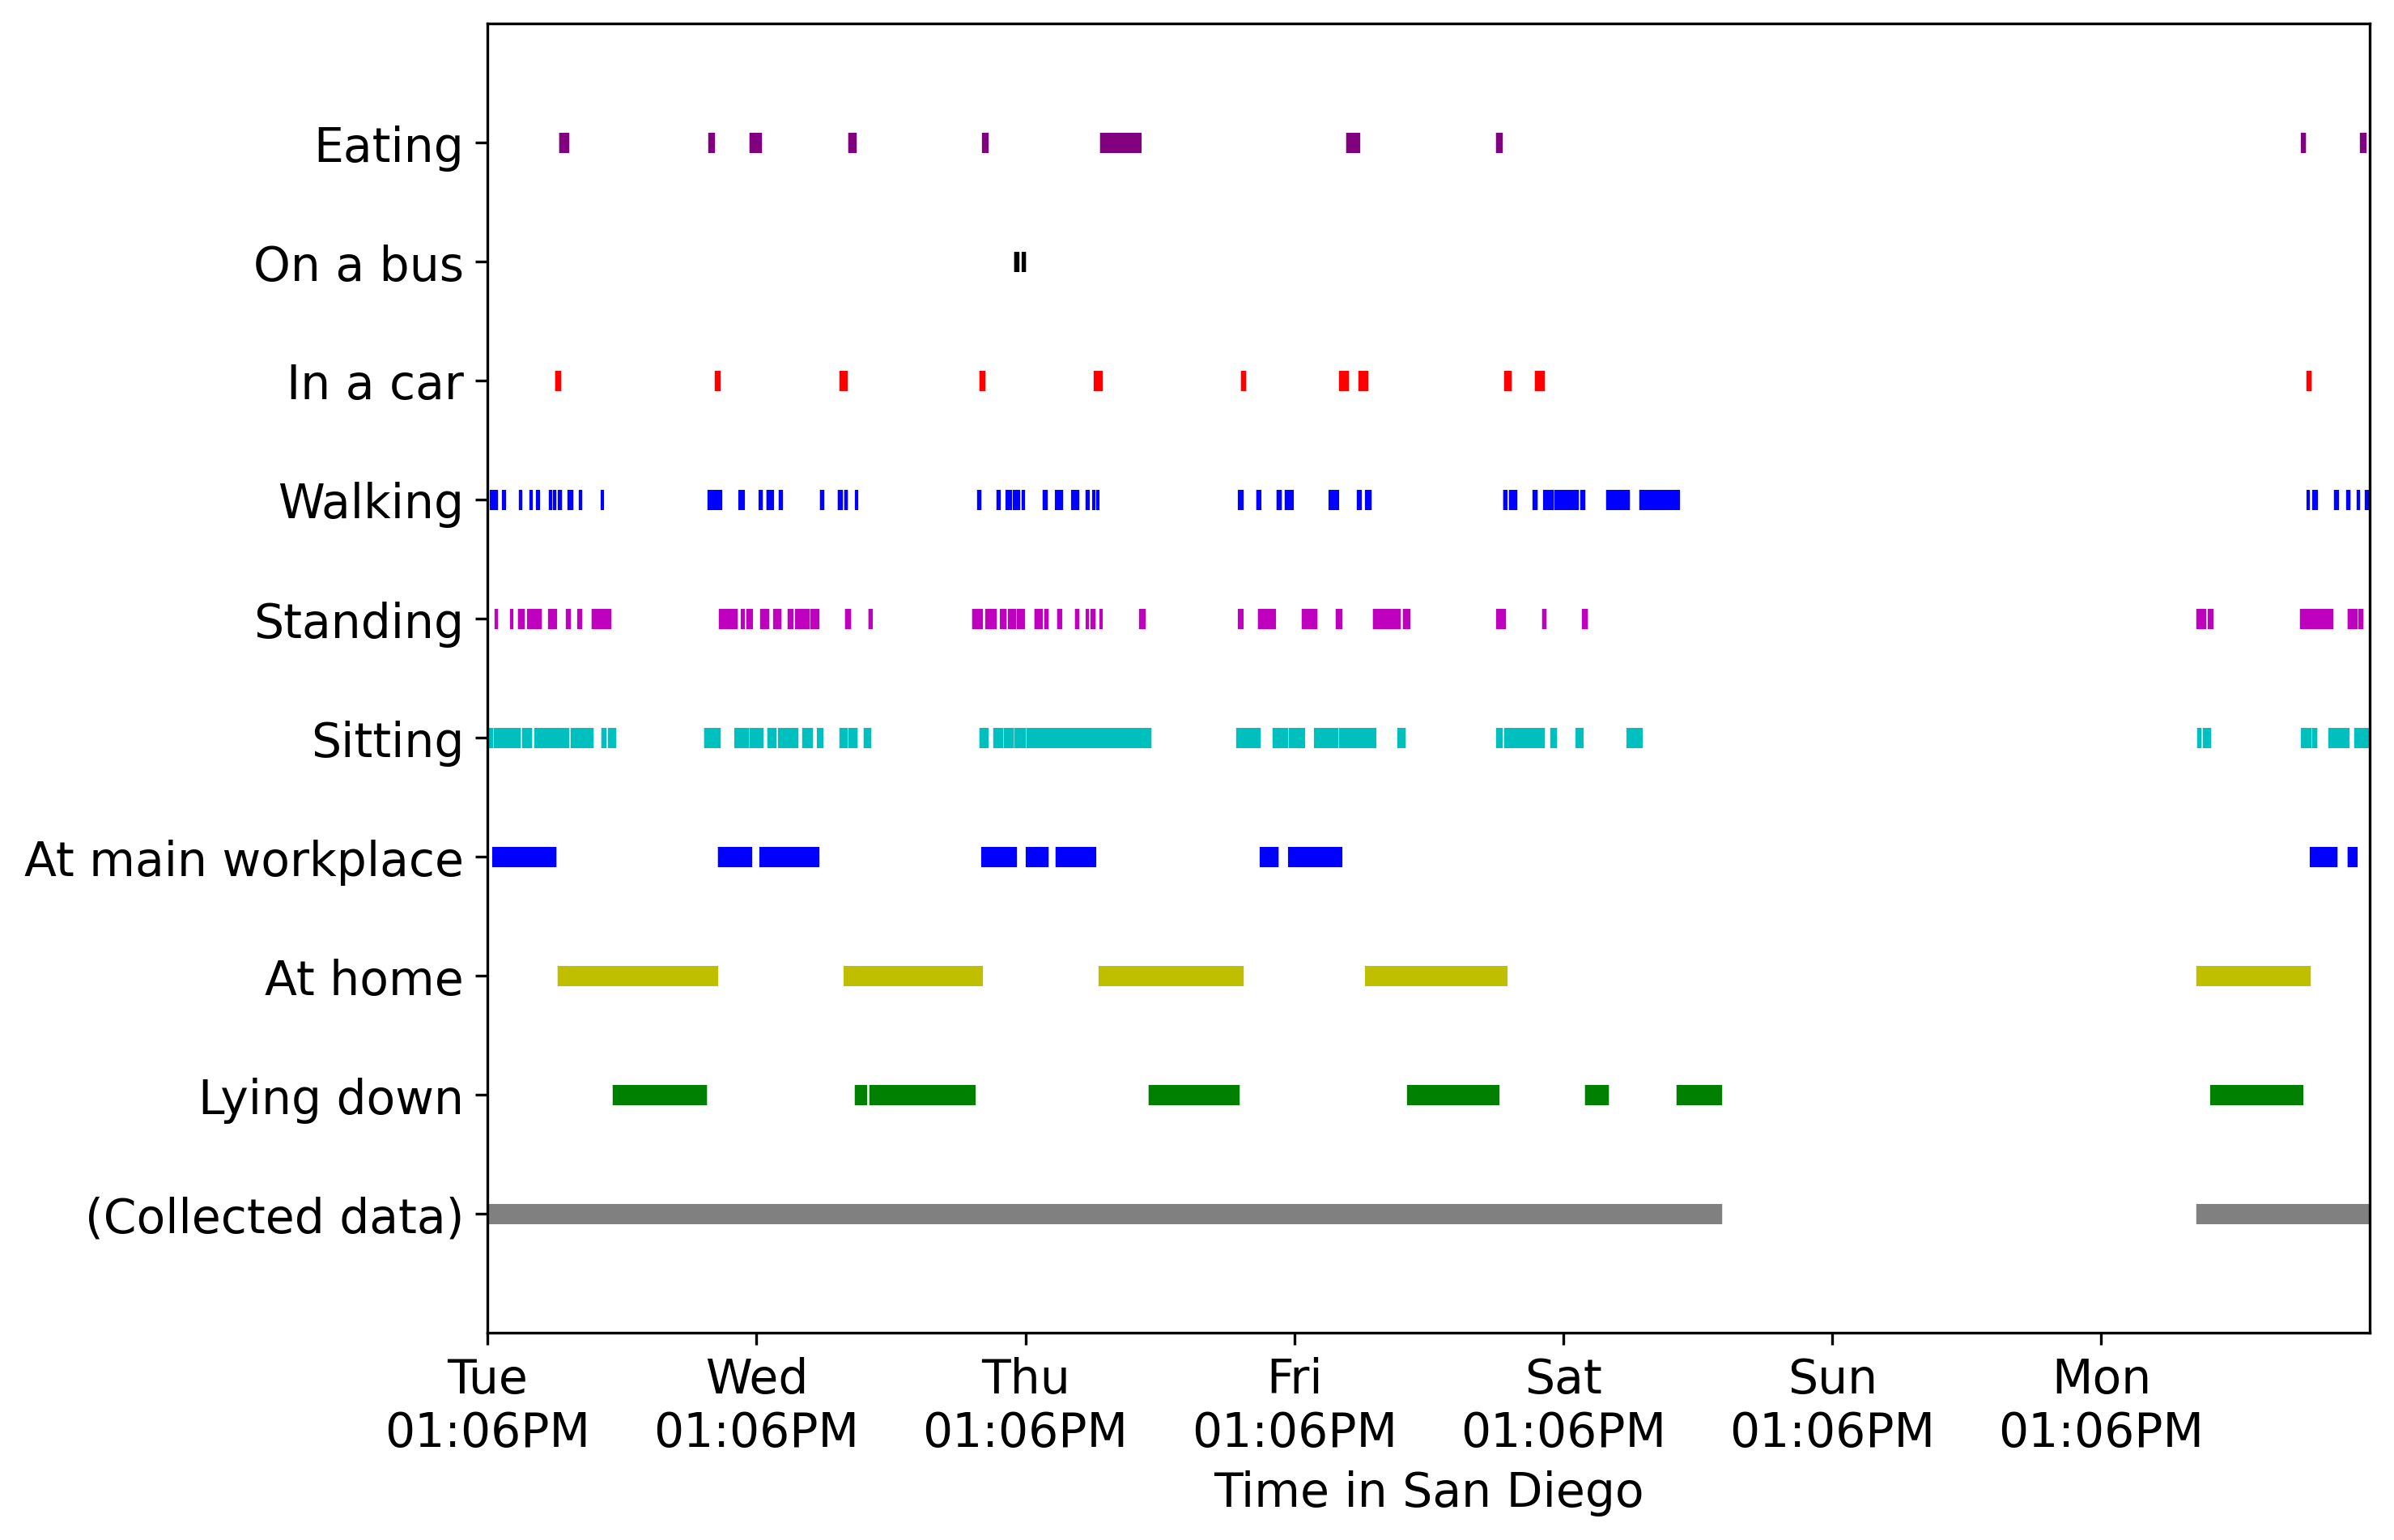 Eating
On a bus
In a car
Walking
Standing
Sitting
At main workplace
At home
Lying down
(Collected data)
Tue Wed Thu Fri Sat Sun Mon
01:06PM 01:06PM 01:06PM 01:06PM 01:06PM 01:06PM 01:06PM
Time in San Diego